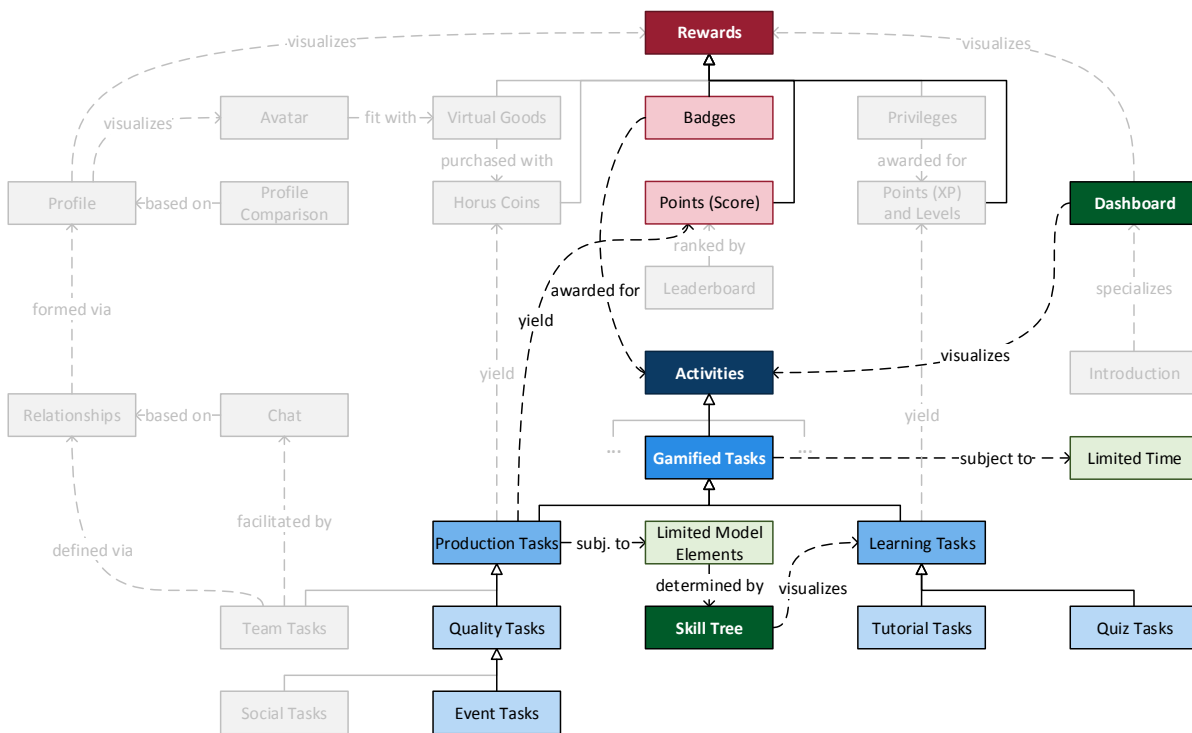 Rewards
visualizes
visualizes
Avatar
fit with
Virtual Goods
Badges
Privileges
visualizes
purchased with
awarded for
Profile
based on
Profile
Comparison
Horus Coins
Points (Score)
Points (XP)
and Levels
Dashboard
ranked by
Leaderboard
awarded for
specializes
formed via
yield
visualizes
yield
Activities
Introduction
Relationships
based on
Chat
yield
...
...
Gamified Tasks
subject to
Limited Time
facilitated by
Production Tasks
subj. to
Limited Model
Elements
Learning Tasks
defined via
determined by
visualizes
Team Tasks
Quality Tasks
Skill Tree
Tutorial Tasks
Quiz Tasks
Social Tasks
Event Tasks